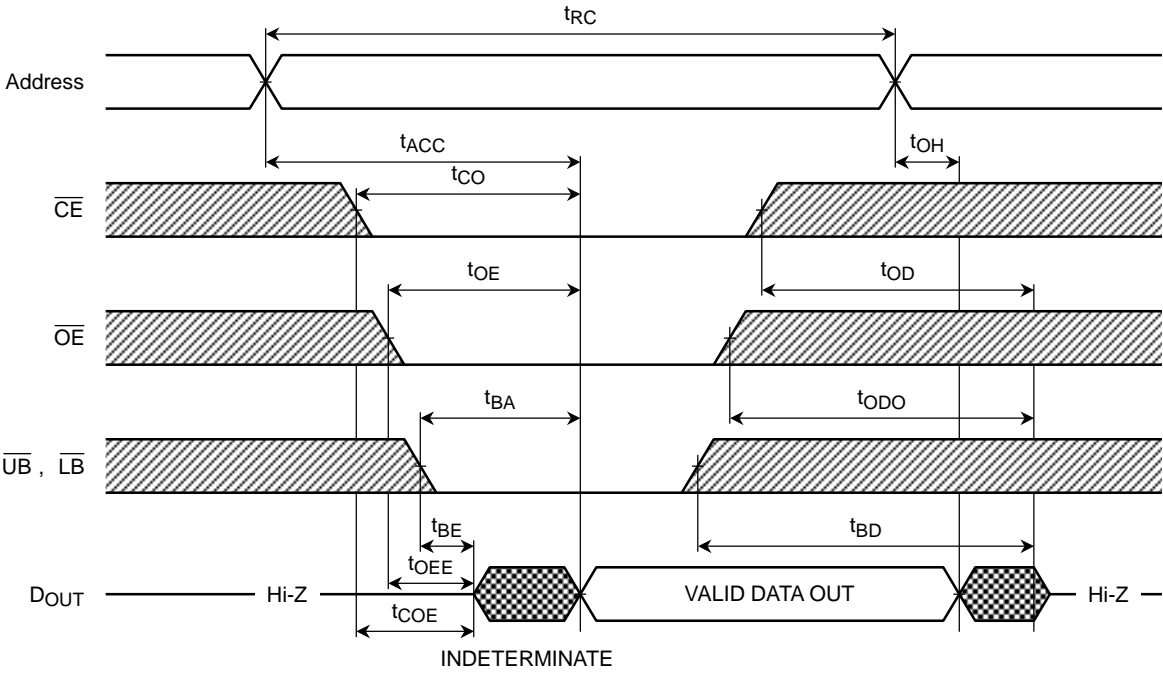 tRC
Address
tACC
tOH
tCO
CE
tOE
tOD
OE
tBA
tODO
UB , LB
tBE
tBD
tOEE
DOUT
Hi-Z
VALID DATA OUT
Hi-Z
tCOE
INDETERMINATE